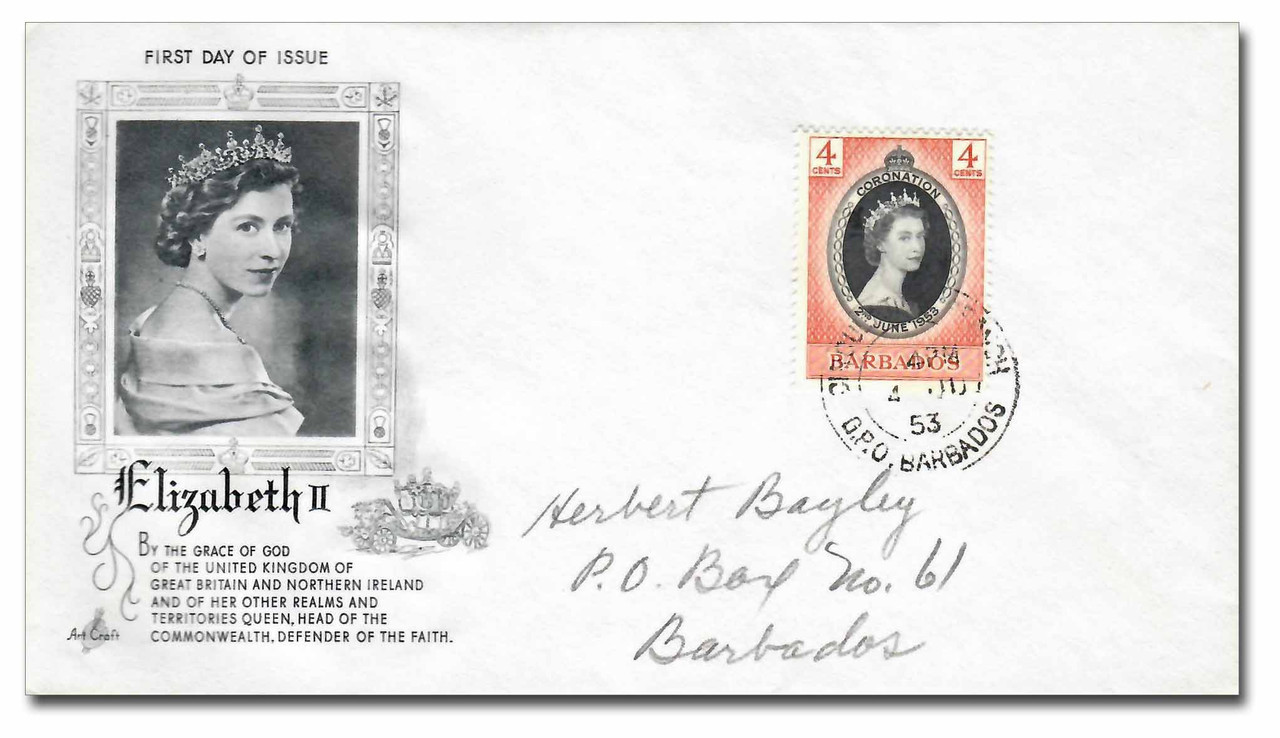 FIRST DAY OF ISSUE
4 CENTS
4 CENTS
CORONATION
2ND JUNE 1953
BARBADOS
4 PM
4
53
G.P.O. BARBADOS
Elizabeth II
BY THE GRACE OF GOD
OF THE UNITED KINGDOM OF
GREAT BRITAIN AND NORTHERN IRELAND
AND OF HER OTHER REALMS AND
TERRITORIES QUEEN, HEAD OF THE
COMMONWEALTH, DEFENDER OF THE FAITH.
Art Craft
Herbert Bayley
P.O. Box No. 61
Barbados